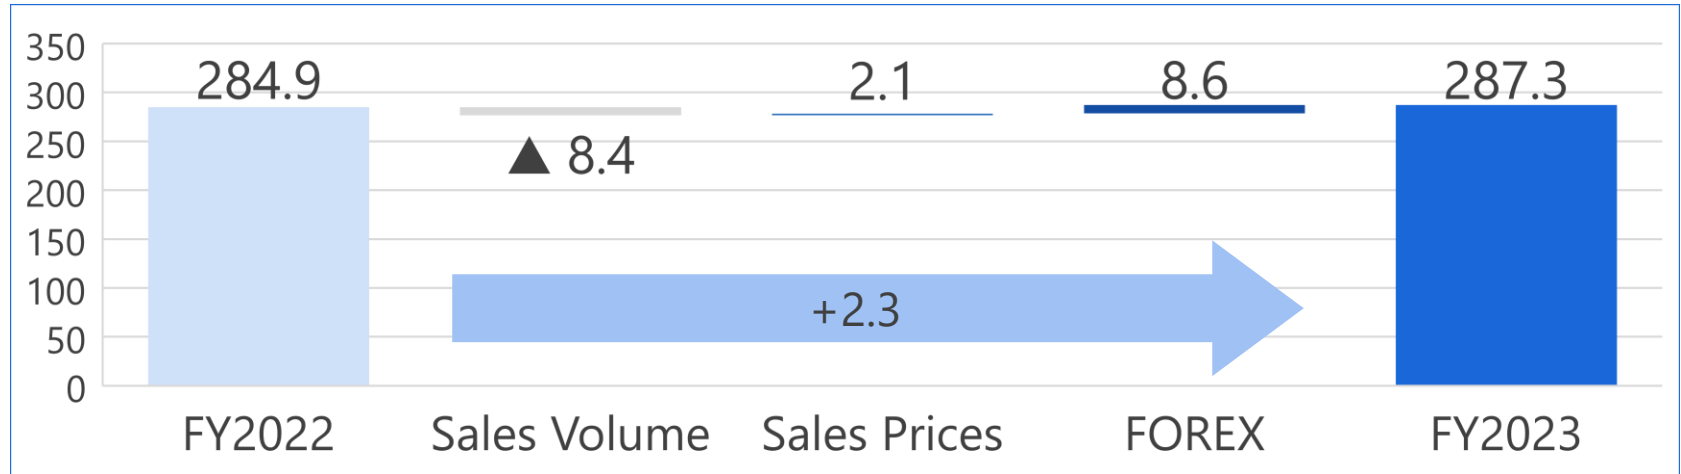 350
300
250
200
150
100
50
0
284.9
▲ 8.4
2.1
8.6
287.3
+2.3
FY2022
Sales Volume
Sales Prices
FOREX
FY2023